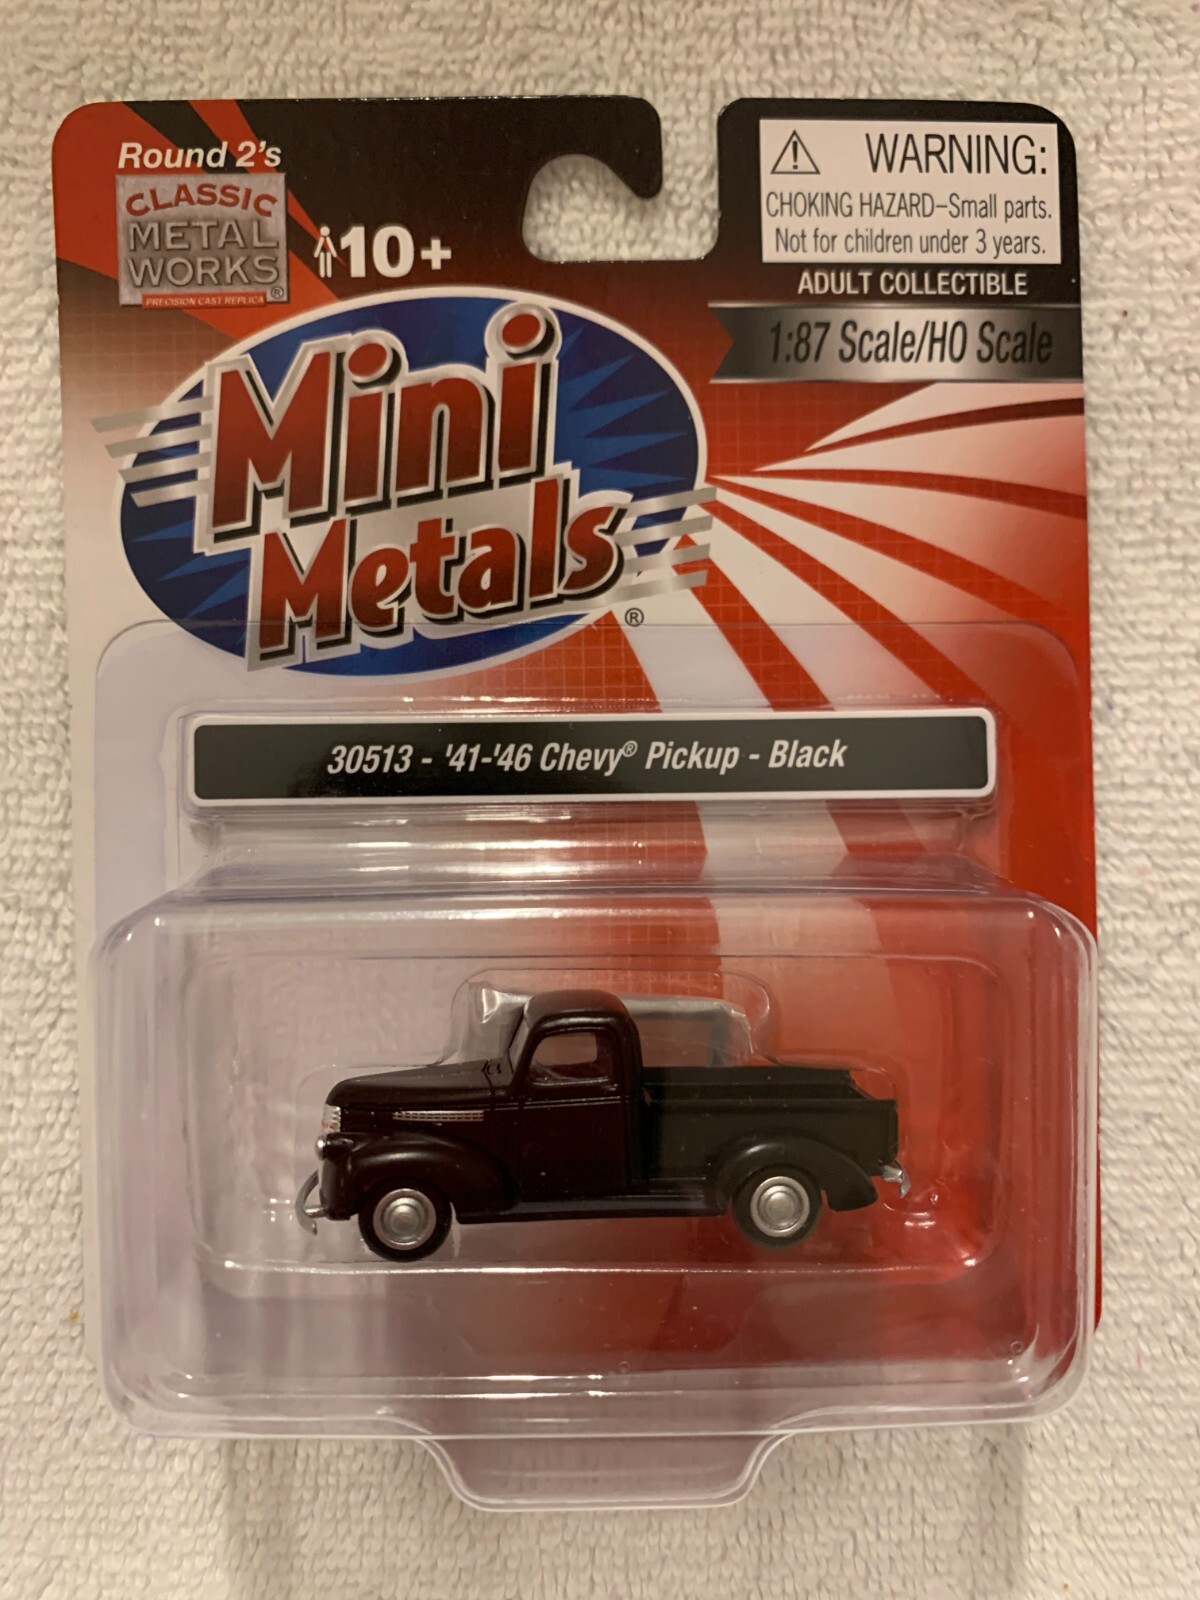 Round 2's
CLASSIC
METAL
WORKS®
PRECISION CAST REPLICA
10+
WARNING:
CHOKING HAZARD–Small parts.
Not for children under 3 years.
ADULT COLLECTIBLE
1:87 Scale/HO Scale
Mini
Metals®
30513 - '41-'46 Chevy® Pickup - Black